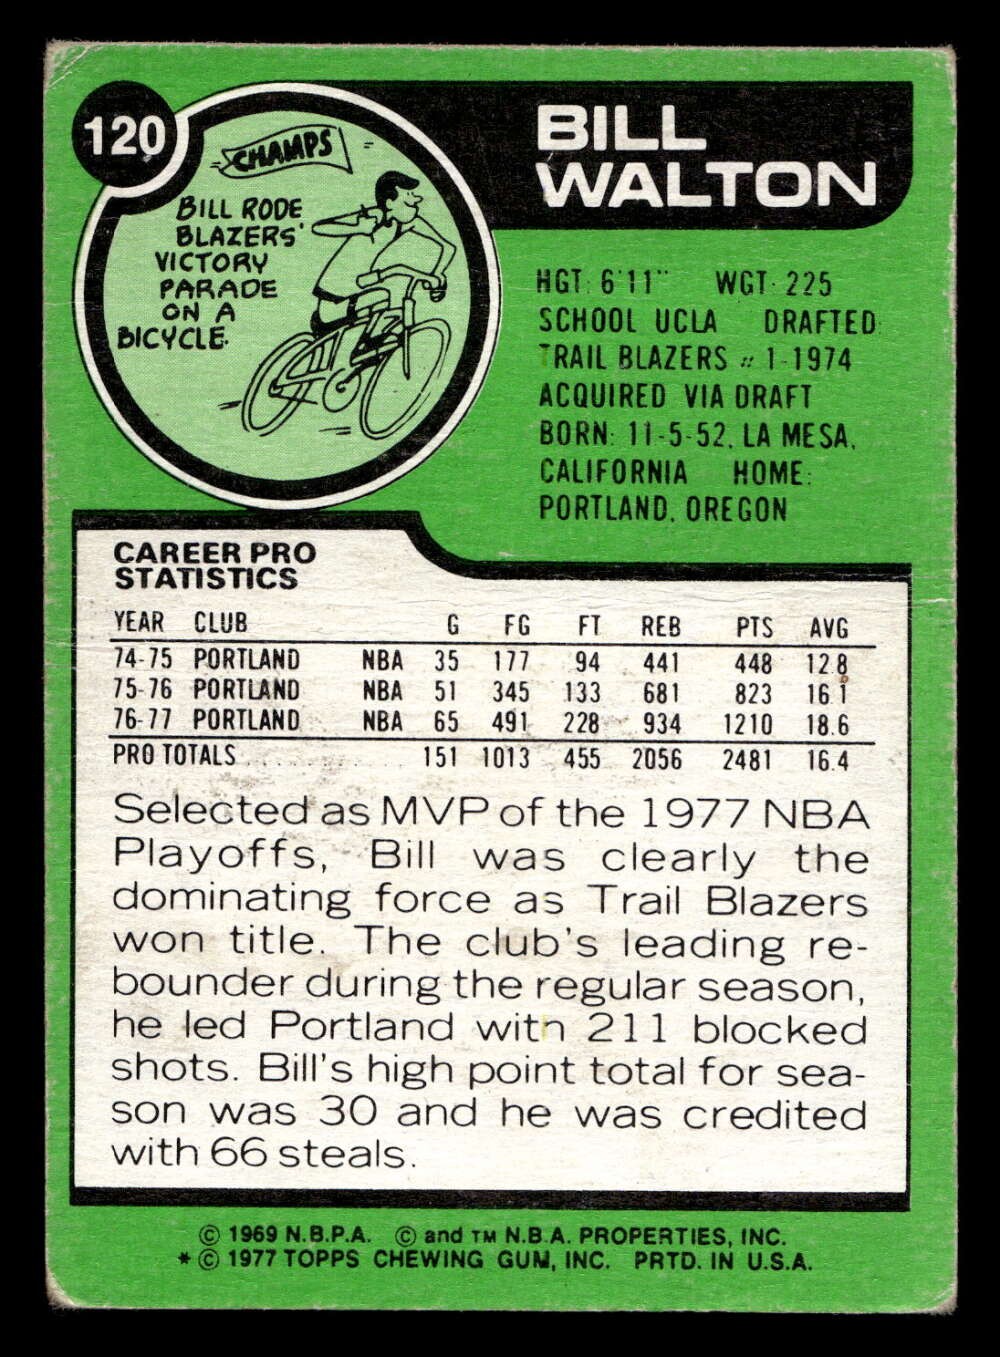 120
BILL
WALTON
CHAMPS
BILL RODE
BLAZERS'
VICTORY
PARADE
ON A
BICYCLE.
HGT: 6'11" WGT: 225
SCHOOL UCLA DRAFTED:
TRAIL BLAZERS # 1-1974
ACQUIRED VIA DRAFT
BORN: 11-5-52, LA MESA,
CALIFORNIA HOME:
PORTLAND, OREGON
CAREER PRO
STATISTICS
YEAR CLUB G FG FT REB PTS AVG
74-75 PORTLAND NBA 35 177 94 441 448 12.8
75-76 PORTLAND NBA 51 345 133 681 823 16.1
76-77 PORTLAND NBA 65 491 228 934 1210 18.6
PRO TOTALS 151 1013 455 2056 2481 16.4
Selected as MVP of the 1977 NBA
Playoffs, Bill was clearly the
dominating force as Trail Blazers
won title. The club's leading re-
bounder during the regular season,
he led Portland with 211 blocked
shots. Bill's high point total for sea-
son was 30 and he was credited
with 66 steals.
© 1969 N.B.P.A. © and TM N.B.A. PROPERTIES, INC.
* © 1977 TOPPS CHEWING GUM, INC. PRTD. IN U.S.A.